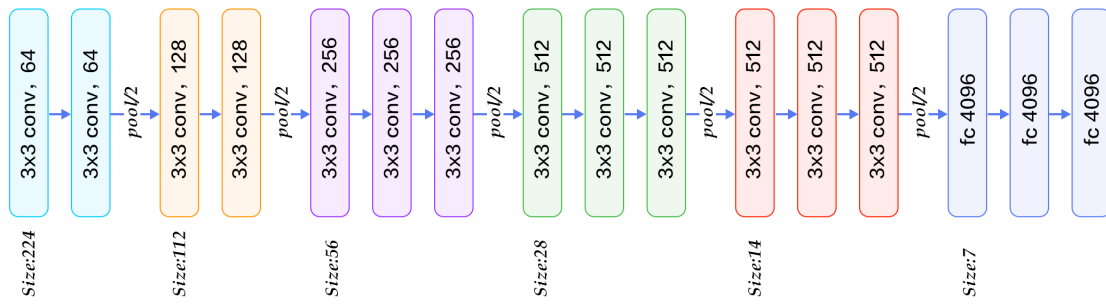 3x3 conv, 64
3x3 conv, 64
pool/2
3x3 conv, 128
3x3 conv, 128
pool/2
3x3 conv, 256
3x3 conv, 256
3x3 conv, 256
pool/2
3x3 conv, 512
3x3 conv, 512
3x3 conv, 512
pool/2
3x3 conv, 512
3x3 conv, 512
3x3 conv, 512
pool/2
fc 4096
fc 4096
fc 4096
Size:224
Size:112
Size:56
Size:28
Size:14
Size:7